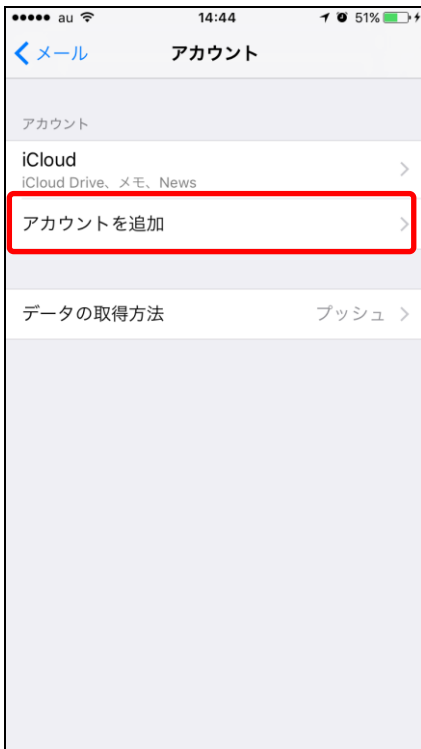 au 14:44 51%
メール アカウント
アカウント
iCloud
iCloud Drive、メモ、News
アカウントを追加
データの取得方法 プッシュ